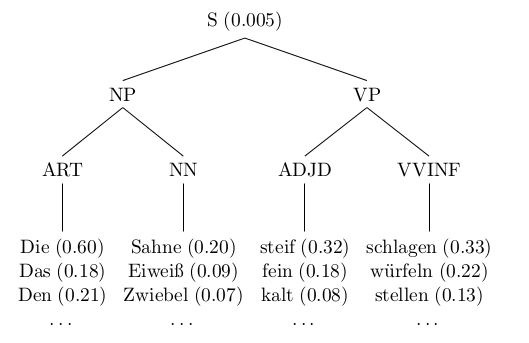 S (0.005)
NP VP
ART NN ADJD VVINF
Die (0.60) Sahne (0.20) steif (0.32) schlagen (0.33)
Das (0.18) Eiweiß (0.09) fein (0.18) würfeln (0.22)
Den (0.21) Zwiebel (0.07) kalt (0.08) stellen (0.13)
... ... ... ...